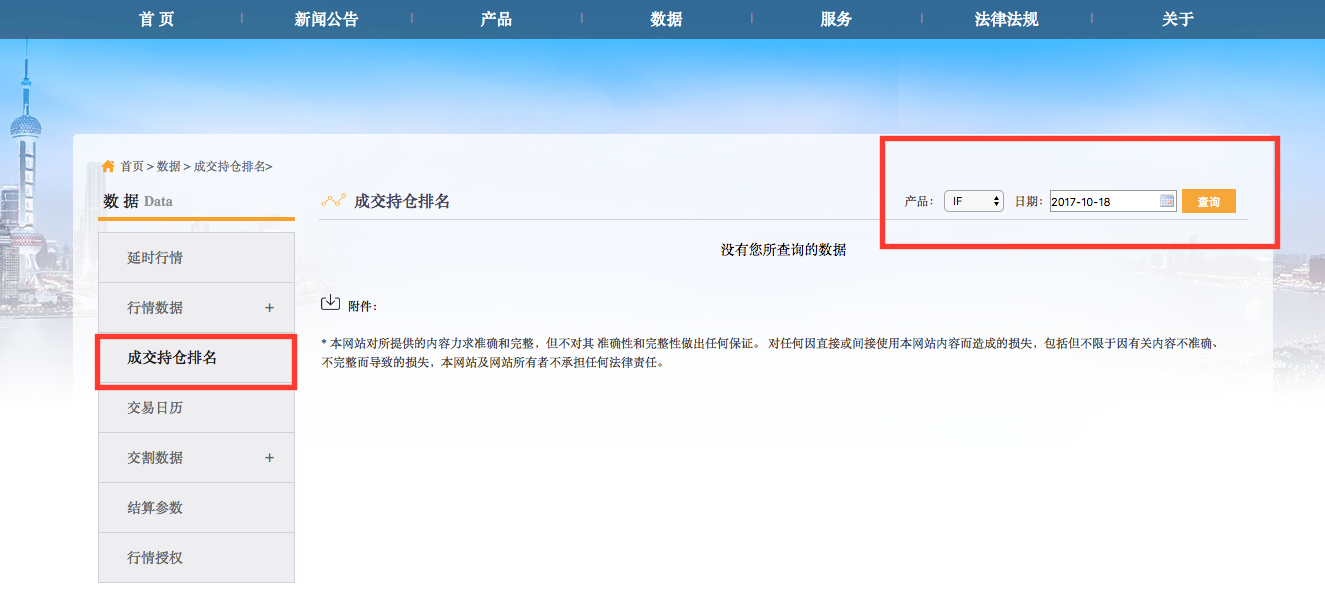 首 页 | 新闻公告 | 产品 | 数据 | 服务 | 法律法规 | 关于
首页 > 数据 > 成交持仓排名>
数 据 Data
成交持仓排名
产品： IF 日期： 2017-10-18 查询
没有您所查询的数据
延时行情
行情数据 +
附件：
成交持仓排名
* 本网站对所提供的内容力求准确和完整，但不对其 准确性和完整性做出任何保证。 对任何因直接或间接使用本网站内容而造成的损失，包括但不限于因有关内容不准确、
不完整而导致的损失，本网站及网站所有者不承担任何法律责任。
交易日历
交割数据 +
结算参数
行情授权